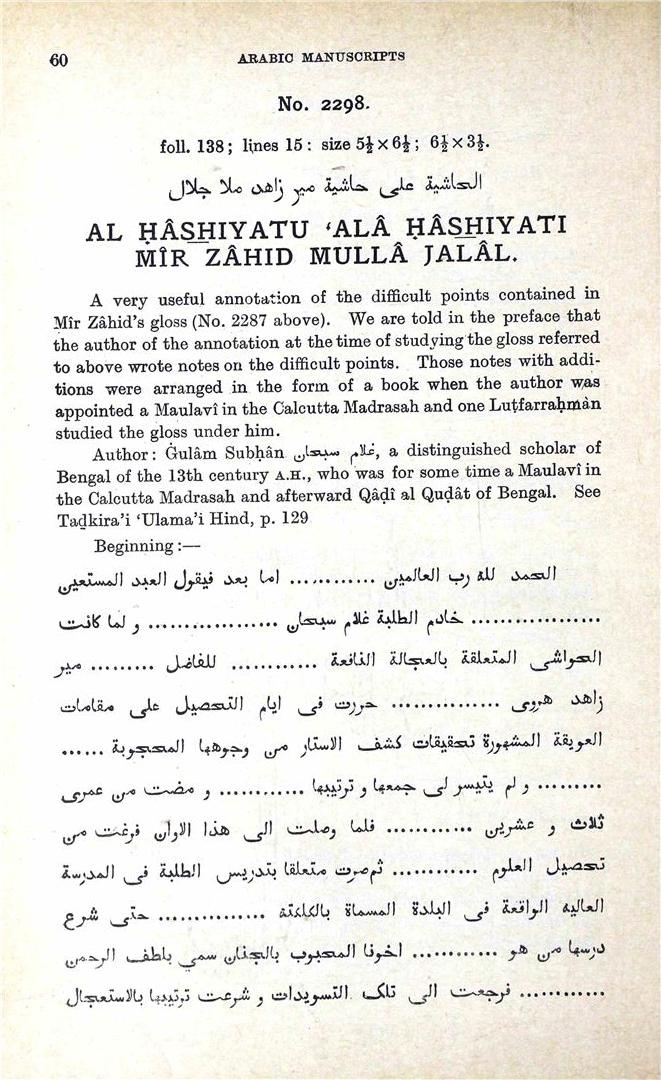 60
ARABIC MANUSCRIPTS
No. 2298.
foll. 138; lines 15: size 5½ × 6½; 6½ × 3½.
الحاشية على حاشية مير زاهد ملا جلال
AL ḤÂSHIYATU ‘ALÂ ḤÂSHIYATI
MÎR ZÂHID MULLÂ JALÂL.
A very useful annotation of the difficult points contained in
Mîr Zâhid's gloss (No. 2287 above). We are told in the preface that
the author of the annotation at the time of studying the gloss referred
to above wrote notes on the difficult points. Those notes with addi-
tions were arranged in the form of a book when the author was
appointed a Maulavî in the Calcutta Madrasah and one Luṭfarraḥmàn
studied the gloss under him.
Author: Ġulâm Subḥân غلام سبحان, a distinguished scholar of
Bengal of the 13th century A.H., who was for some time a Maulavî in
the Calcutta Madrasah and afterward Qâḍî al Quḍât of Bengal. See
Taḏkira'i ‘Ulama'i Hind, p. 129
Beginning:—
الحمد لله رب العالمين ............ اما بعد فيقول العبد المستعين
.................. خادم الطلبة غلام سبحان .................. و لما كانت
الحواشى المتعلقة بالعجالة النافعة ............ للفاضل ......... مير
زاهد هروى ............... حررت فى ايام التحصيل على مقامات
العويقة المشهورة تحقيقات كشف الاستار من وجوهها المحجوبة ......
......... و لم يتيسر لى جمعها و ترتيبها ............ و مضت من عمرى
ثلاث و عشرين ............ فلما وصلت الى هذا الاوان فرغت من
تحصيل العلوم ............ ثم صرت متعلقا بتدريس الطلبة فى المدرسة
العاليه الواقعة فى البلدة المسماة بالكلكتة ............... حتى شرع
درسها من هو ............ اخونا المحبوب بالجنان سمي بلطف الرحمن
............ فرجعت الى تلك التسويدات و شرعت ترتيبها بالاستعجال